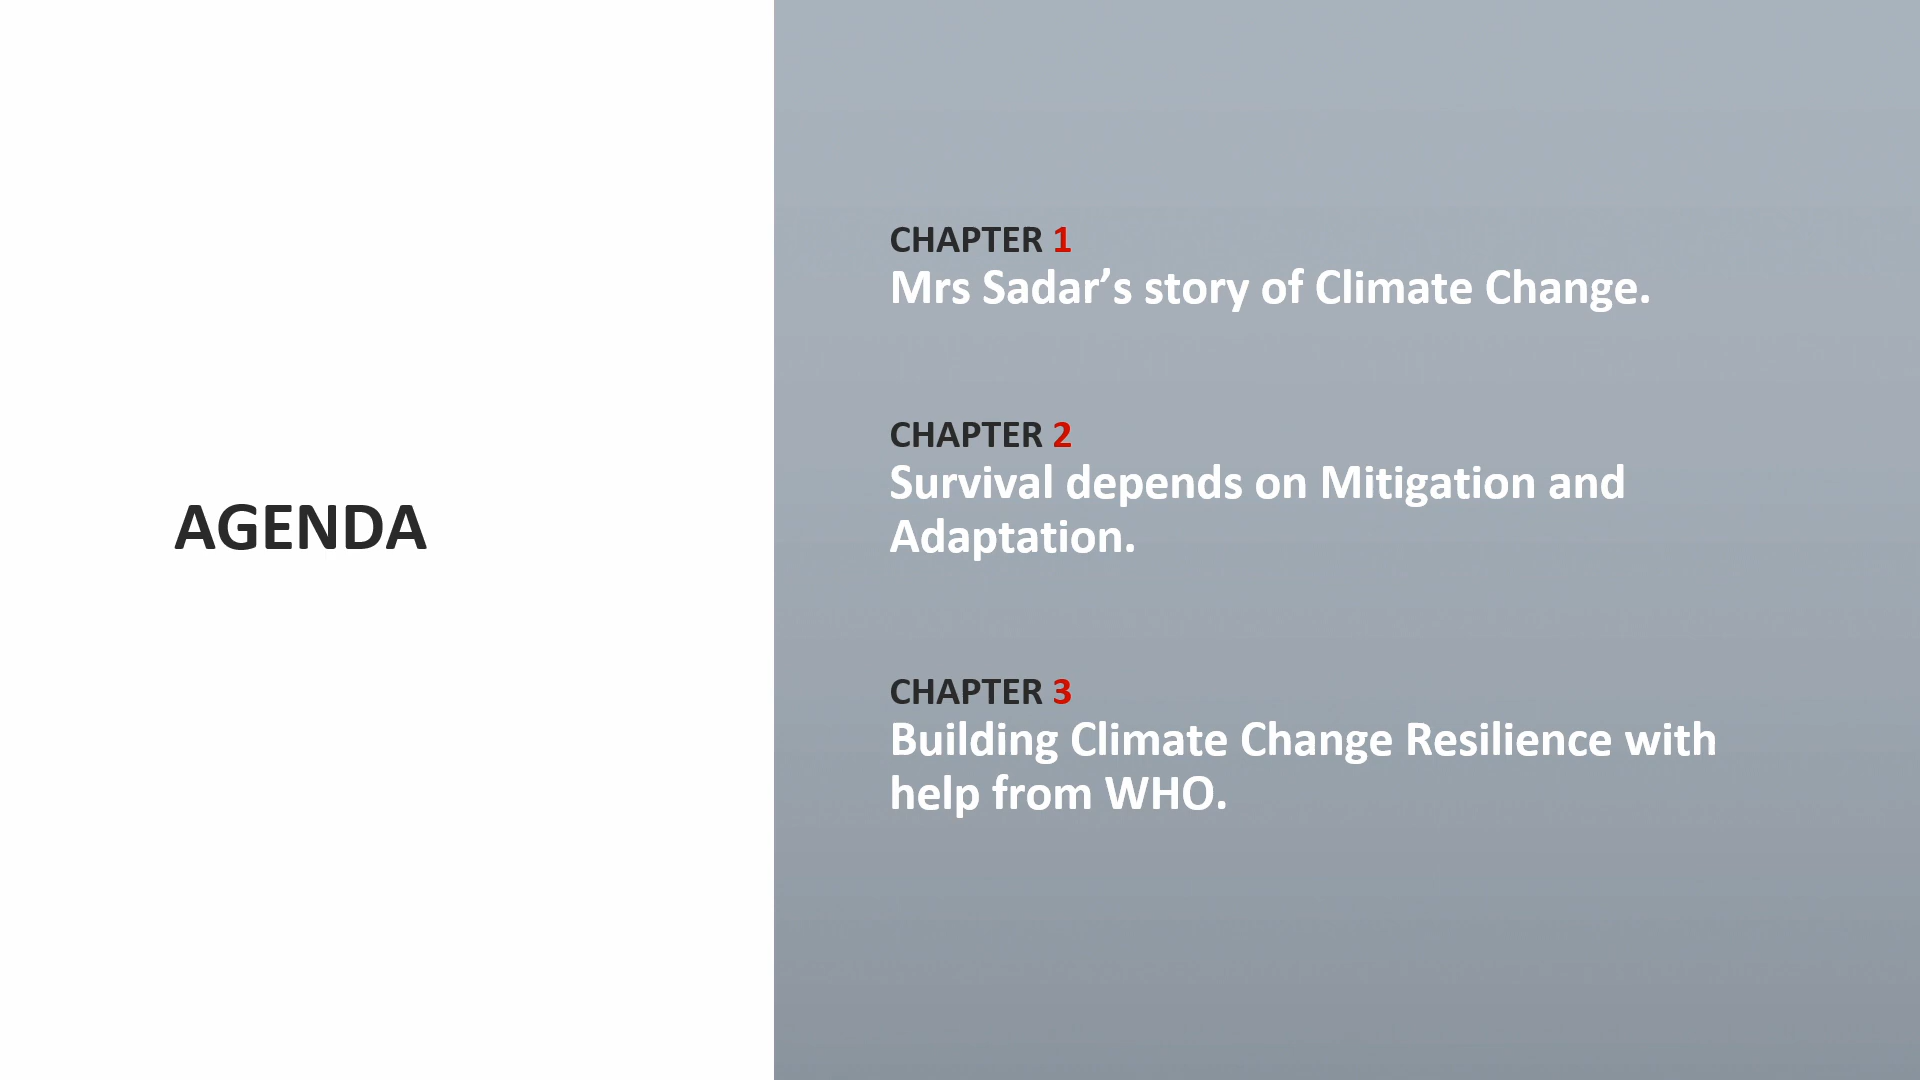 AGENDA
CHAPTER 1
Mrs Sadar’s story of Climate Change.
CHAPTER 2
Survival depends on Mitigation and
Adaptation.
CHAPTER 3
Building Climate Change Resilience with
help from WHO.